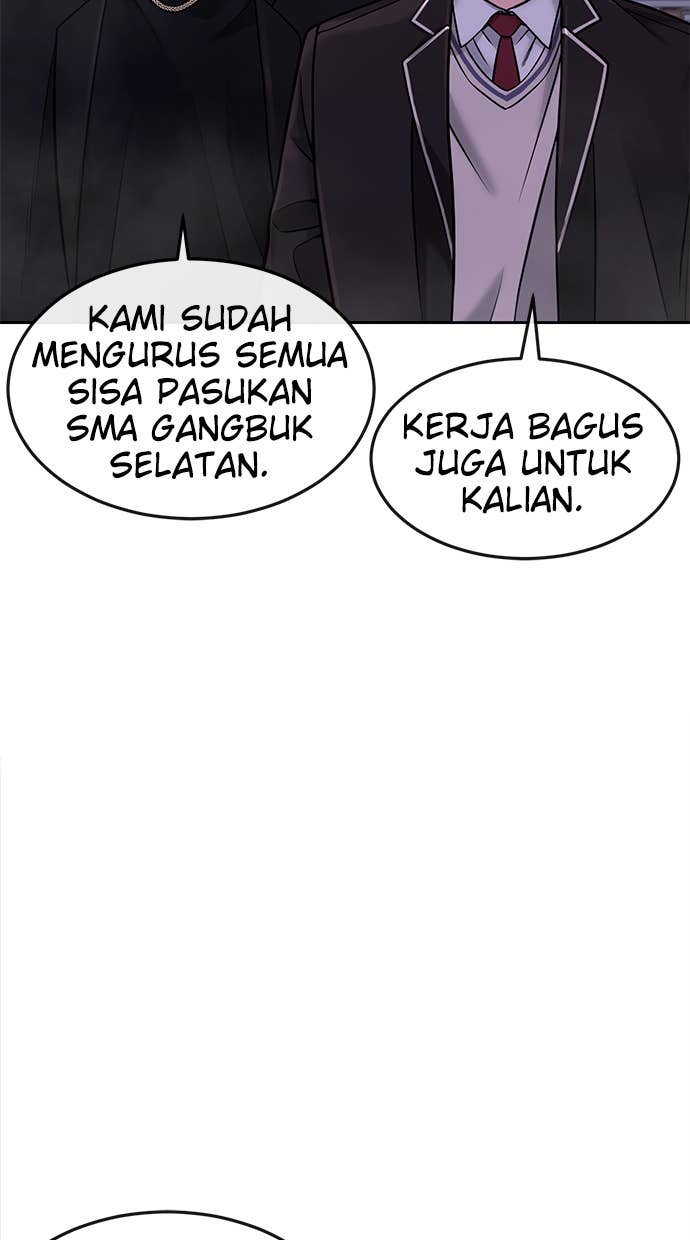 KAMI SUDAH
MENGURUS SEMUA
SISA PASUKAN
SMA GANGBUK
SELATAN.
KERJA BAGUS
JUGA UNTUK
KALIAN.